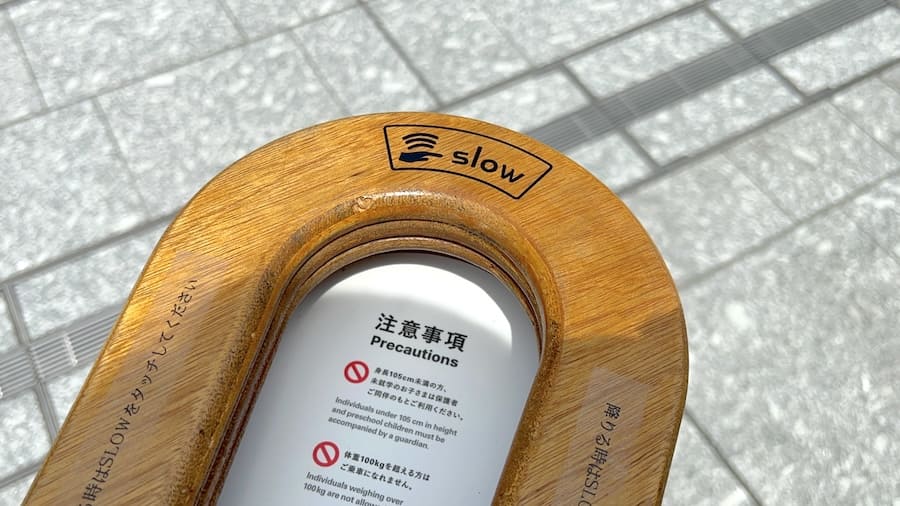 slow
注意事項
Precautions
身長105cm未満の方、
未就学のお子さまは保護者
ご同伴のもとご利用ください。
Individuals under 105 cm in height
and preschool children must be
accompanied by a guardian.
体重100kgを超える方は
ご乗車になれません。
Individuals weighing over
100kg are not allow
る時はSLOWをタッチしてください
降りる時はSLO